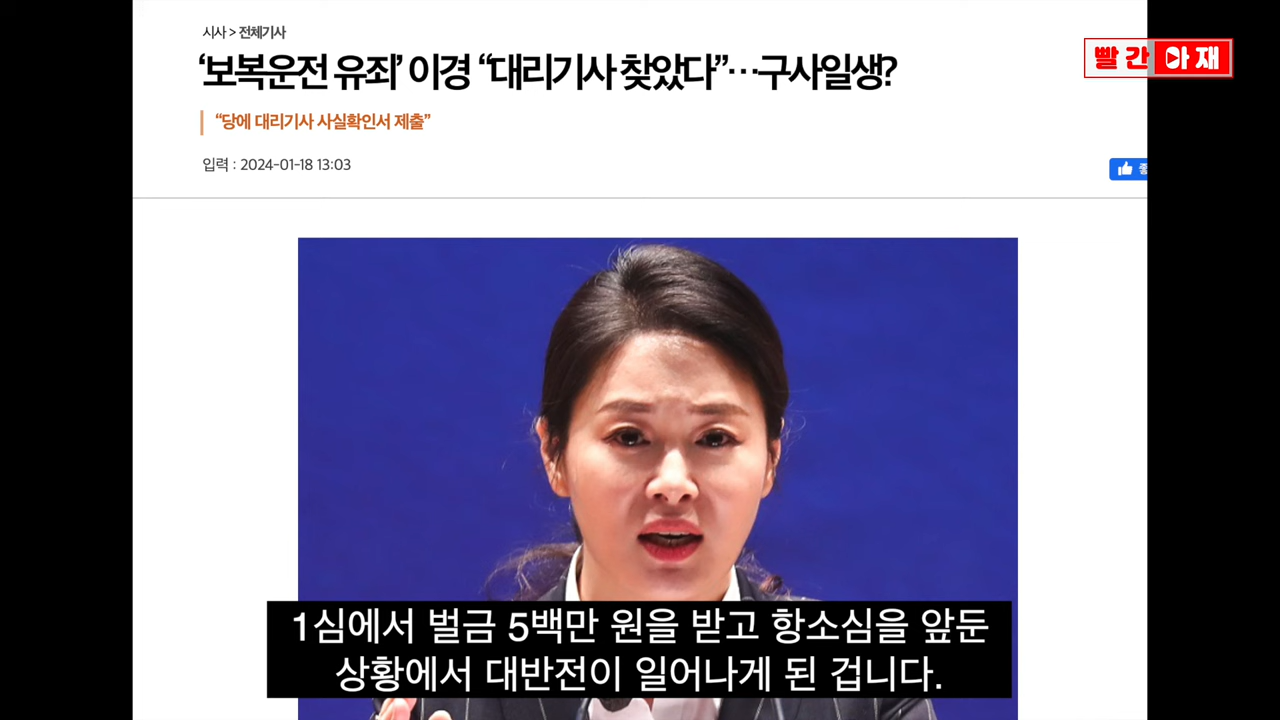 시사 > 전체기사
‘보복운전 유죄’ 이경 “대리기사 찾았다”…구사일생?
빨간아재
“당에 대리기사 사실확인서 제출”
입력 : 2024-01-18 13:03
1심에서 벌금 5백만 원을 받고 항소심을 앞둔
상황에서 대반전이 일어나게 된 겁니다.